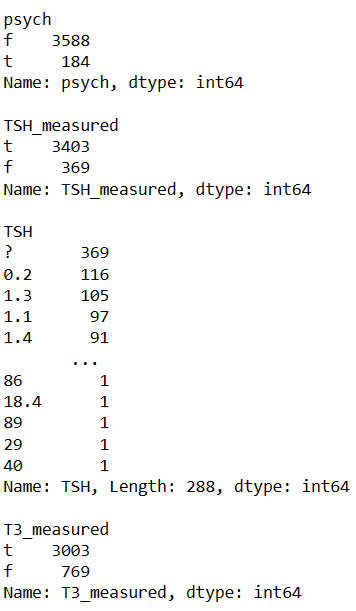 psych
f    3588
t     184
Name: psych, dtype: int64
TSH_measured
t    3403
f     369
Name: TSH_measured, dtype: int64
TSH
?       369
0.2     116
1.3     105
1.1      97
1.4      91
       ...
86        1
18.4      1
89        1
29        1
40        1
Name: TSH, Length: 288, dtype: int64
T3_measured
t    3003
f     769
Name: T3_measured, dtype: int64